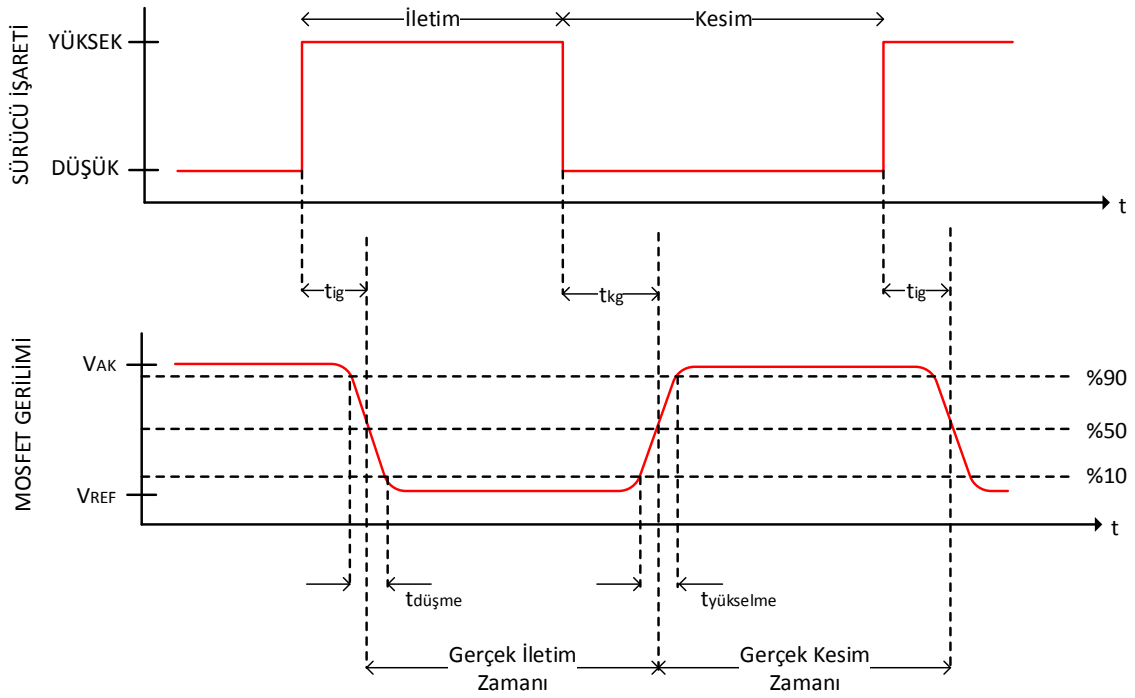 İletim
Kesim
SÜRÜCÜ İŞARETİ
YÜKSEK
DÜŞÜK
t
tig
tkg
tig
MOSFET GERİLİMİ
VAK
VREF
%90
%50
%10
t
tdüşme
tyükselme
Gerçek İletim
Zamanı
Gerçek Kesim
Zamanı